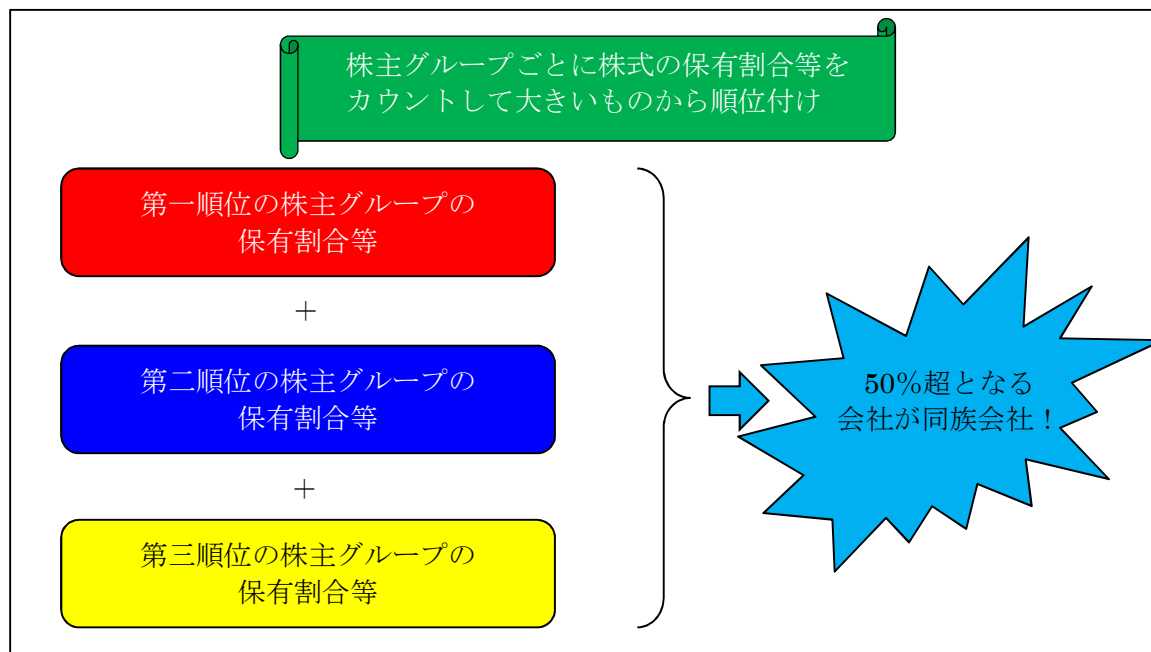 株主グループごとに株式の保有割合等を
カウントして大きいものから順位付け
第一順位の株主グループの
保有割合等
＋
第二順位の株主グループの
保有割合等
＋
第三順位の株主グループの
保有割合等
50％超となる
会社が同族会社！